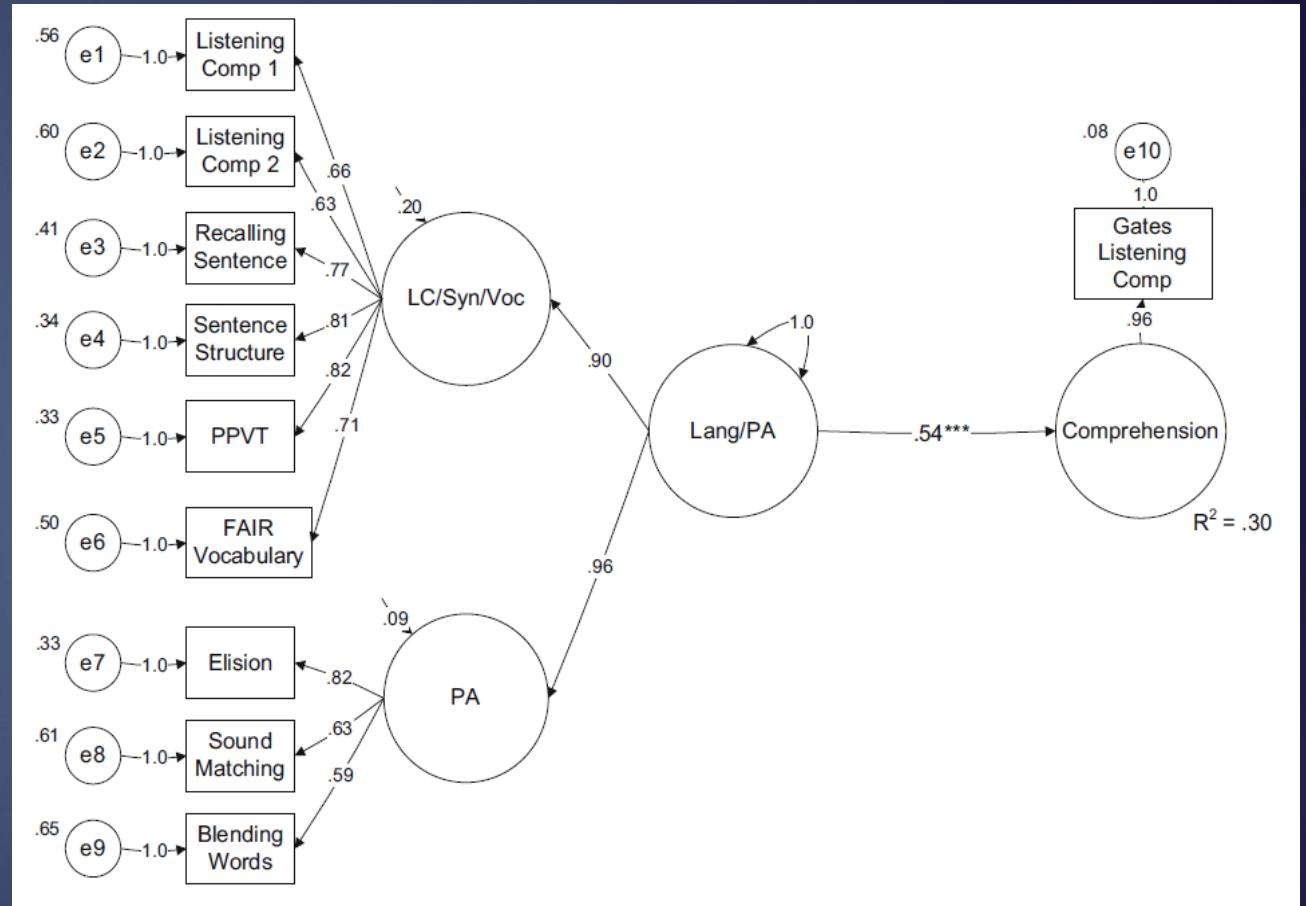 .56
e1
1.0
Listening
Comp 1
.60
e2
1.0
Listening
Comp 2
.41
e3
1.0
Recalling
Sentence
.34
e4
1.0
Sentence
Structure
.33
e5
1.0
PPVT
.50
e6
1.0
FAIR
Vocabulary
.33
e7
1.0
Elision
.61
e8
1.0
Sound
Matching
.65
e9
1.0
Blending
Words
.66
.63
.77
.81
.82
.71
.20
LC/Syn/Voc
.82
.63
.59
.09
PA
.90
.96
1.0
Lang/PA
.54***
.08
e10
1.0
Gates
Listening
Comp
.96
Comprehension
R² = .30